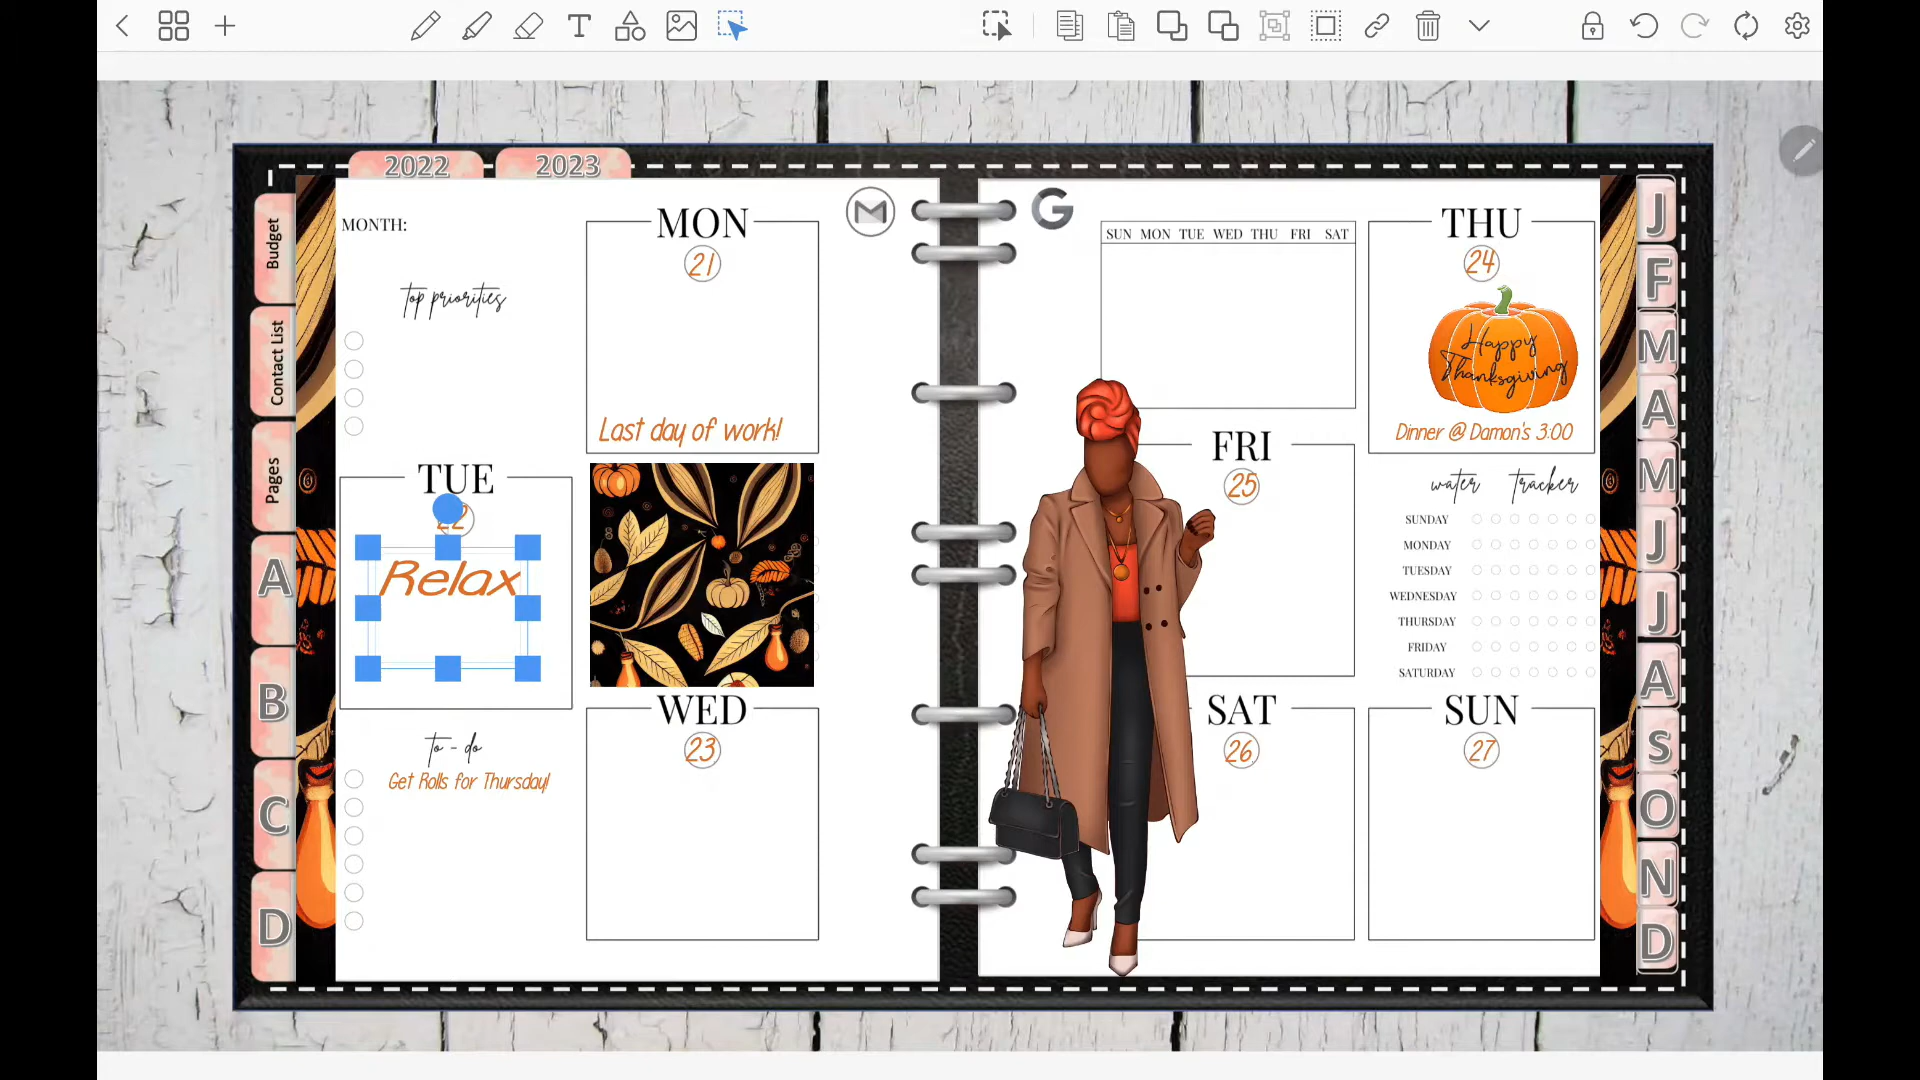 2022 2023
Budget
Contact List
Pages
A
B
C
D
MONTH:
top priorities
MON
21
Last day of work!
TUE
22
Relax
to - do
Get Rolls for Thursday!
WED
23
M
G
SUN MON TUE WED THU FRI SAT
THU
24
Happy
Thanksgiving
Dinner @ Damon's 3:00
FRI
25
water tracker
SUNDAY
MONDAY
TUESDAY
WEDNESDAY
THURSDAY
FRIDAY
SATURDAY
SAT
26
SUN
27
J
F
M
A
M
J
J
A
S
O
N
D